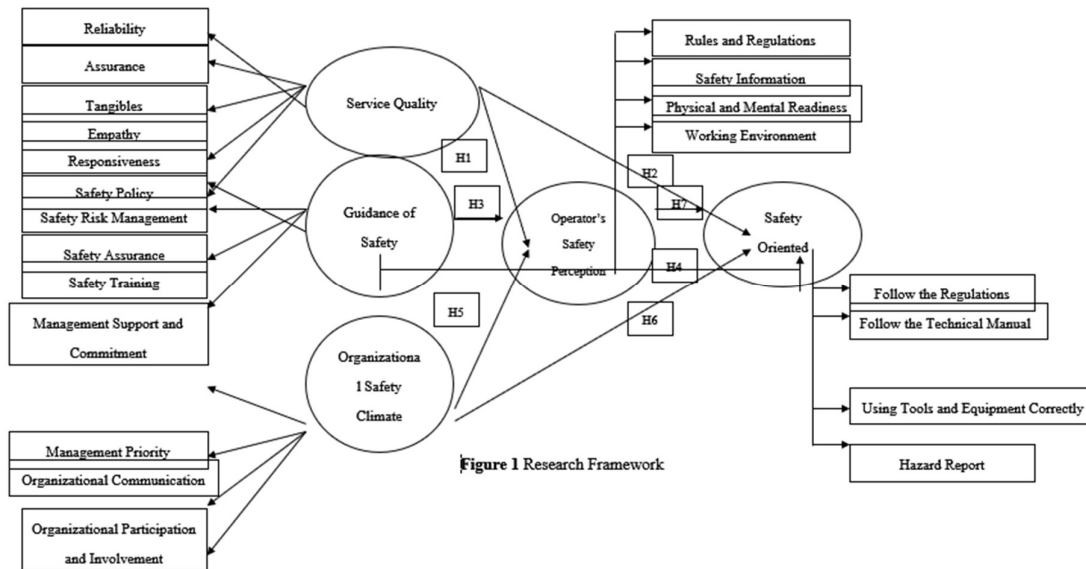 Reliability
Assurance
Tangibles
Empathy
Responsiveness
Safety Policy
Safety Risk Management
Safety Assurance
Safety Training
Management Support and
Commitment
Management Priority
Organizational Communication
Organizational Participation
and Involvement
Service Quality
Guidance of
Safety
Organizationa
l Safety
Climate
H1
H3
H5
Operator's
Safety
Perception
H2
H7
H4
H6
Rules and Regulations
Safety Information
Physical and Mental Readiness
Working Environment
Safety
Oriented
Follow the Regulations
Follow the Technical Manual
Using Tools and Equipment Correctly
Hazard Report
Figure 1 Research Framework